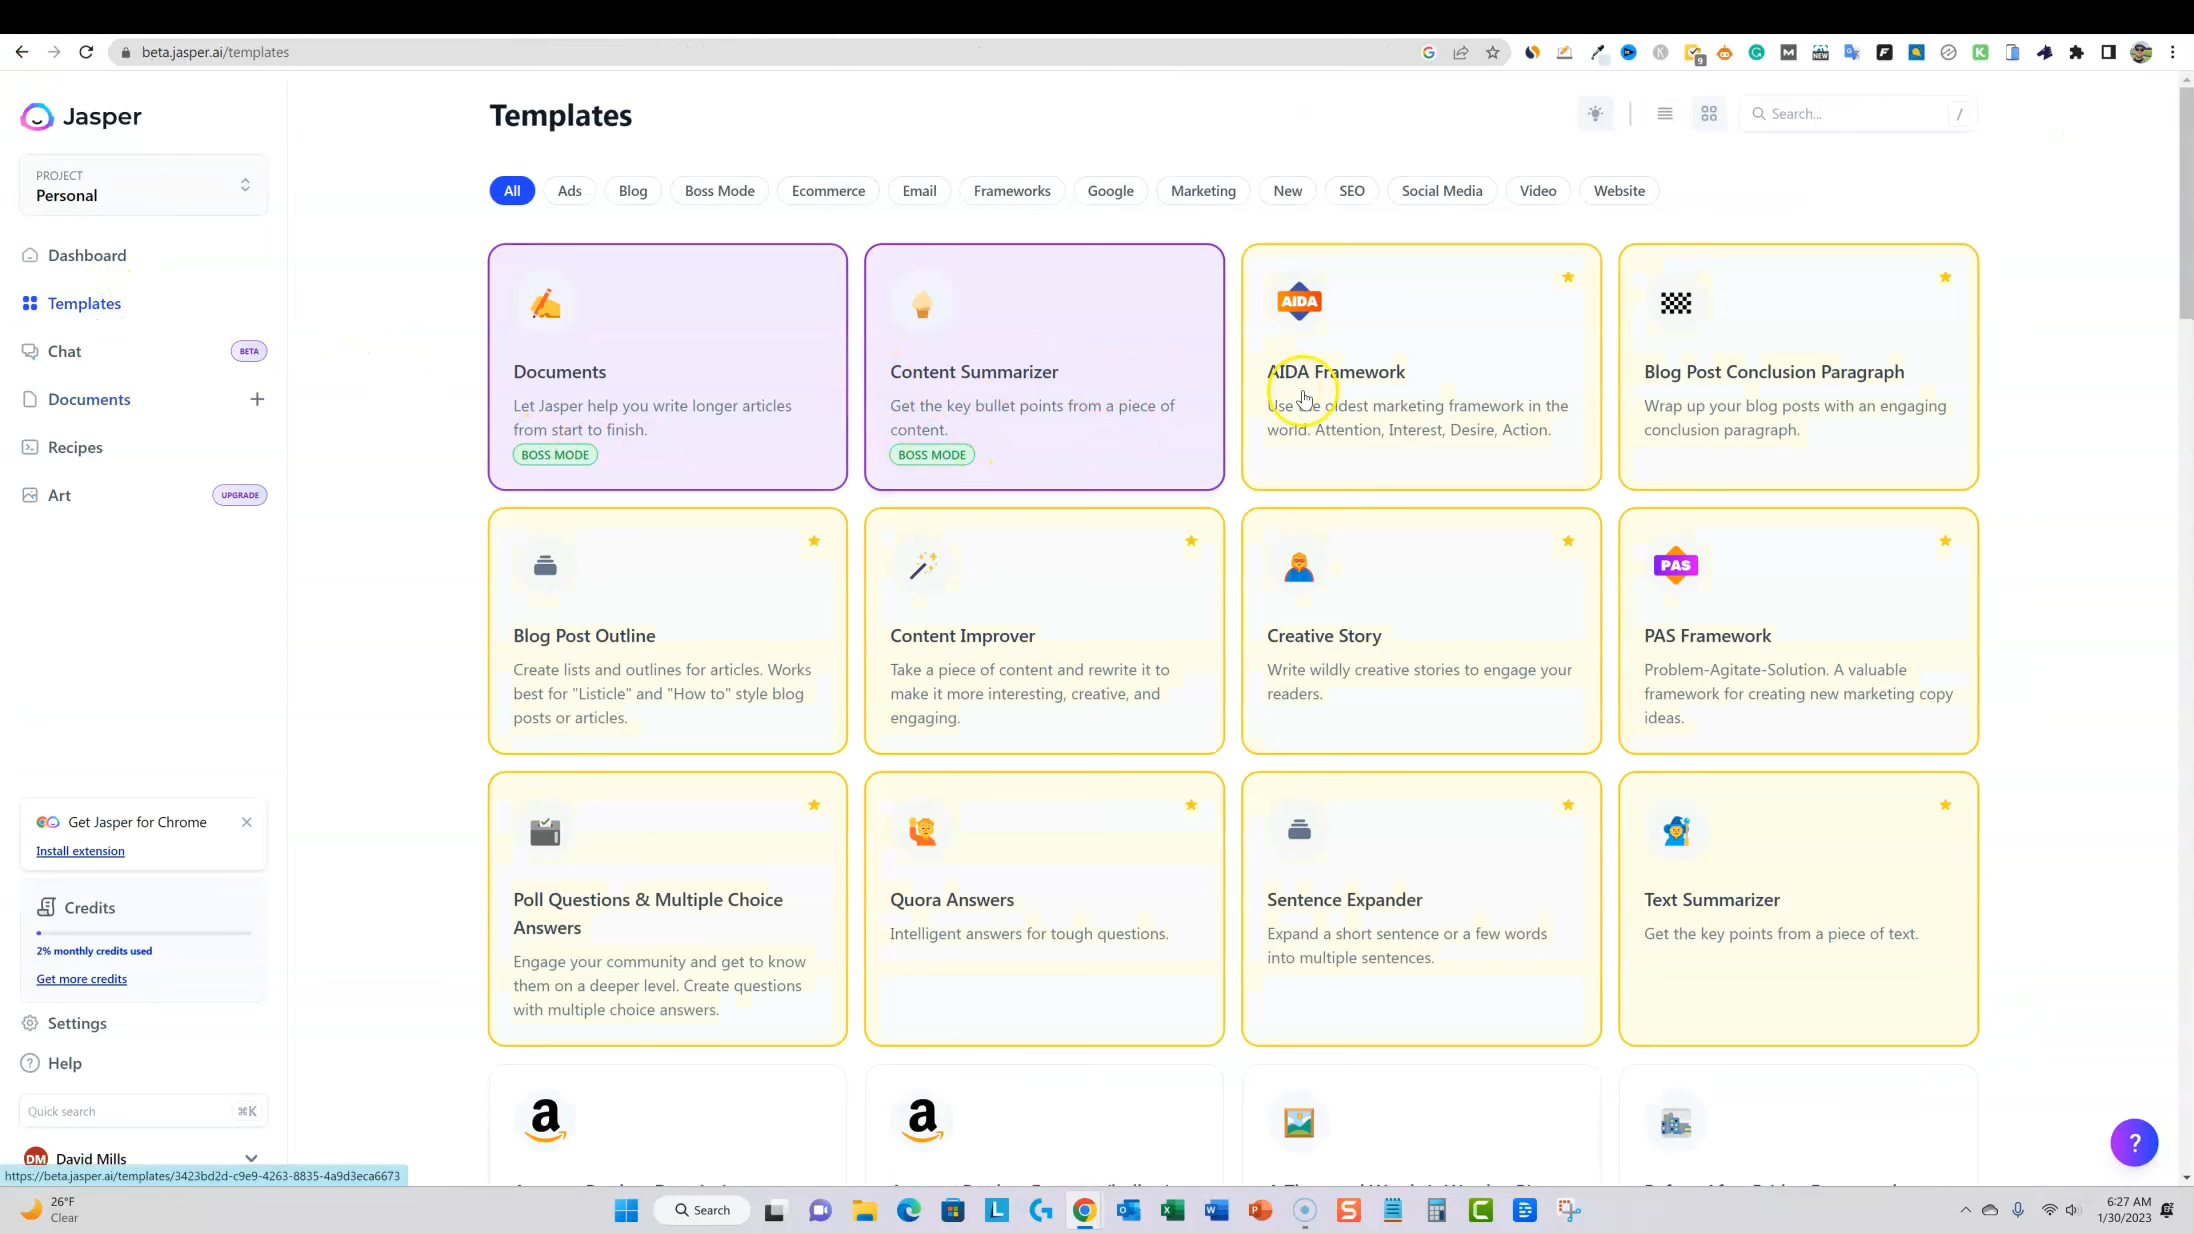 beta.jasper.ai/templates
9
NEW
Jasper
Templates
Search...
/
PROJECT
Personal
All
Ads
Blog
Boss Mode
Ecommerce
Email
Frameworks
Google
Marketing
New
SEO
Social Media
Video
Website
Dashboard
Templates
Chat
BETA
Documents
Recipes
Art
UPGRADE
Documents
Let Jasper help you write longer articles
from start to finish.
BOSS MODE
Content Summarizer
Get the key bullet points from a piece of
content.
BOSS MODE
AIDA
AIDA Framework
Use the oldest marketing framework in the
world. Attention, Interest, Desire, Action.
Blog Post Conclusion Paragraph
Wrap up your blog posts with an engaging
conclusion paragraph.
Blog Post Outline
Create lists and outlines for articles. Works
best for "Listicle" and "How to" style blog
posts or articles.
Content Improver
Take a piece of content and rewrite it to
make it more interesting, creative, and
engaging.
Creative Story
Write wildly creative stories to engage your
readers.
PAS
PAS Framework
Problem-Agitate-Solution. A valuable
framework for creating new marketing copy
ideas.
Poll Questions & Multiple Choice
Answers
Engage your community and get to know
them on a deeper level. Create questions
with multiple choice answers.
Quora Answers
Intelligent answers for tough questions.
Sentence Expander
Expand a short sentence or a few words
into multiple sentences.
Text Summarizer
Get the key points from a piece of text.
Get Jasper for Chrome
Install extension
Credits
2% monthly credits used
Get more credits
Settings
Help
Quick search
⌘K
DM
David Mills
https://beta.jasper.ai/templates/3423bd2d-c9e9-4263-8835-4a9d3eca6673
?
26°F
Clear
Search
6:27 AM
1/30/2023